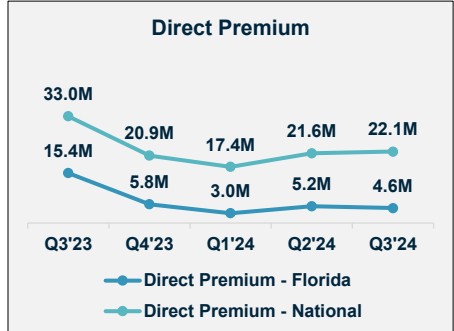 Direct Premium
33.0M
20.9M 17.4M 21.6M 22.1M
15.4M
5.8M 3.0M 5.2M 4.6M
Q3'23 Q4'23 Q1'24 Q2'24 Q3'24
Direct Premium - Florida
Direct Premium - National